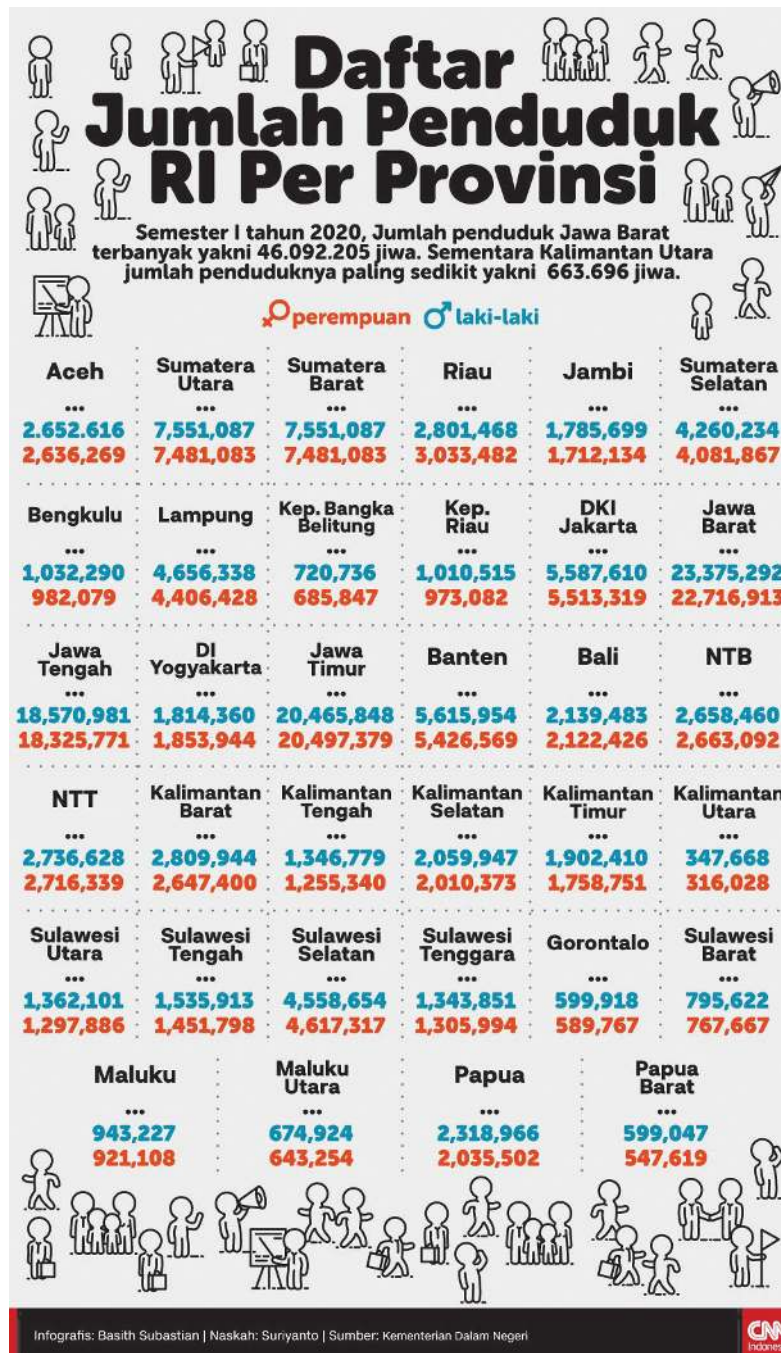 Daftar
Jumlah Penduduk
RI Per Provinsi
Semester I tahun 2020, Jumlah penduduk Jawa Barat
terbanyak yakni 46.092.205 jiwa. Sementara Kalimantan Utara
jumlah penduduknya paling sedikit yakni 663.696 jiwa.
perempuan laki-laki
Aceh
...
2.652.616
2,636,269
Sumatera
Utara
...
7,551,087
7,481,083
Sumatera
Barat
...
7,551,087
7,481,083
Riau
...
2,801,468
3,033,482
Jambi
...
1,785,699
1,712,134
Sumatera
Selatan
...
4,260,234
4,081,867
Bengkulu
...
1,032,290
982,079
Lampung
...
4,656,338
4,406,428
Kep. Bangka
Belitung
...
720,736
685,847
Kep.
Riau
...
1,010,515
973,082
DKI
Jakarta
...
5,587,610
5,513,319
Jawa
Barat
...
23,375,292
22,716,913
Jawa
Tengah
...
18,570,981
18,325,771
DI
Yogyakarta
...
1,814,360
1,853,944
Jawa
Timur
...
20,465,848
20,497,379
Banten
...
5,615,954
5,426,569
Bali
...
2,139,483
2,122,426
NTB
...
2,658,460
2,663,092
NTT
...
2,736,628
2,716,339
Kalimantan
Barat
...
2,809,944
2,647,400
Kalimantan
Tengah
...
1,346,779
1,255,340
Kalimantan
Selatan
...
2,059,947
2,010,373
Kalimantan
Timur
...
1,902,410
1,758,751
Kalimantan
Utara
...
347,668
316,028
Sulawesi
Utara
...
1,362,101
1,297,886
Sulawesi
Tengah
...
1,535,913
1,451,798
Sulawesi
Selatan
...
4,558,654
4,617,317
Sulawesi
Tenggara
...
1,343,851
1,305,994
Gorontalo
...
599,918
589,767
Sulawesi
Barat
...
795,622
767,667
Maluku
...
943,227
921,108
Maluku
Utara
...
674,924
643,254
Papua
...
2,318,966
2,035,502
Papua
Barat
...
599,047
547,619
Infografis: Basith Subastian | Naskah: Suriyanto | Sumber: Kementerian Dalam Negeri
CNN
Indonesia